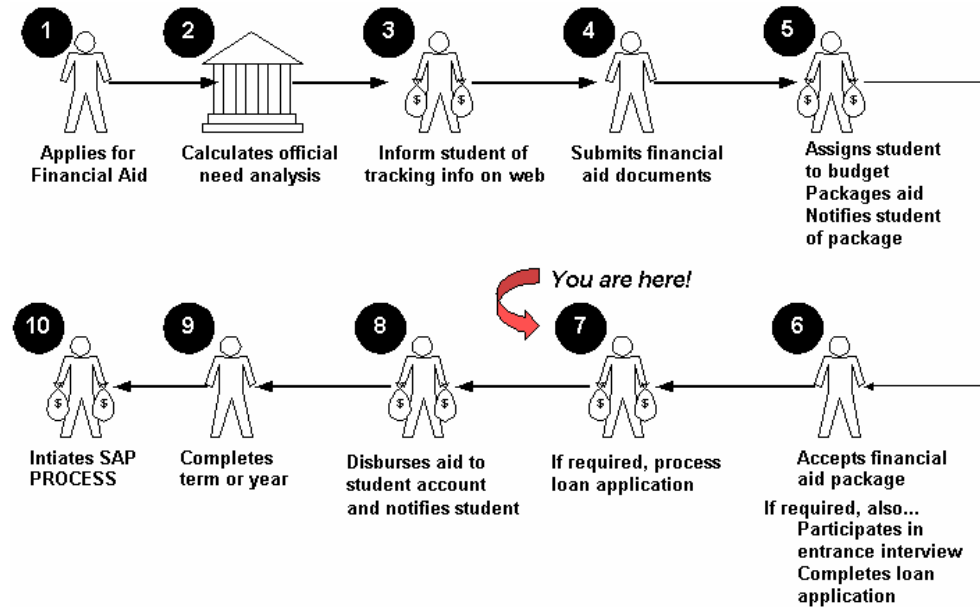 1
Applies for
Financial Aid
2
Calculates official
need analysis
3
$ $
Inform student of
tracking info on web
4
Submits financial
aid documents
5
$ $
Assigns student
to budget
Packages aid
Notifies student
of package
You are here!
10
$ $
Intiates SAP
PROCESS
9
Completes
term or year
8
$ $
Disburses aid to
student account
and notifies student
7
$ $
If required, process
loan application
6
Accepts financial
aid package
If required, also...
Participates in
entrance interview
Completes loan
application